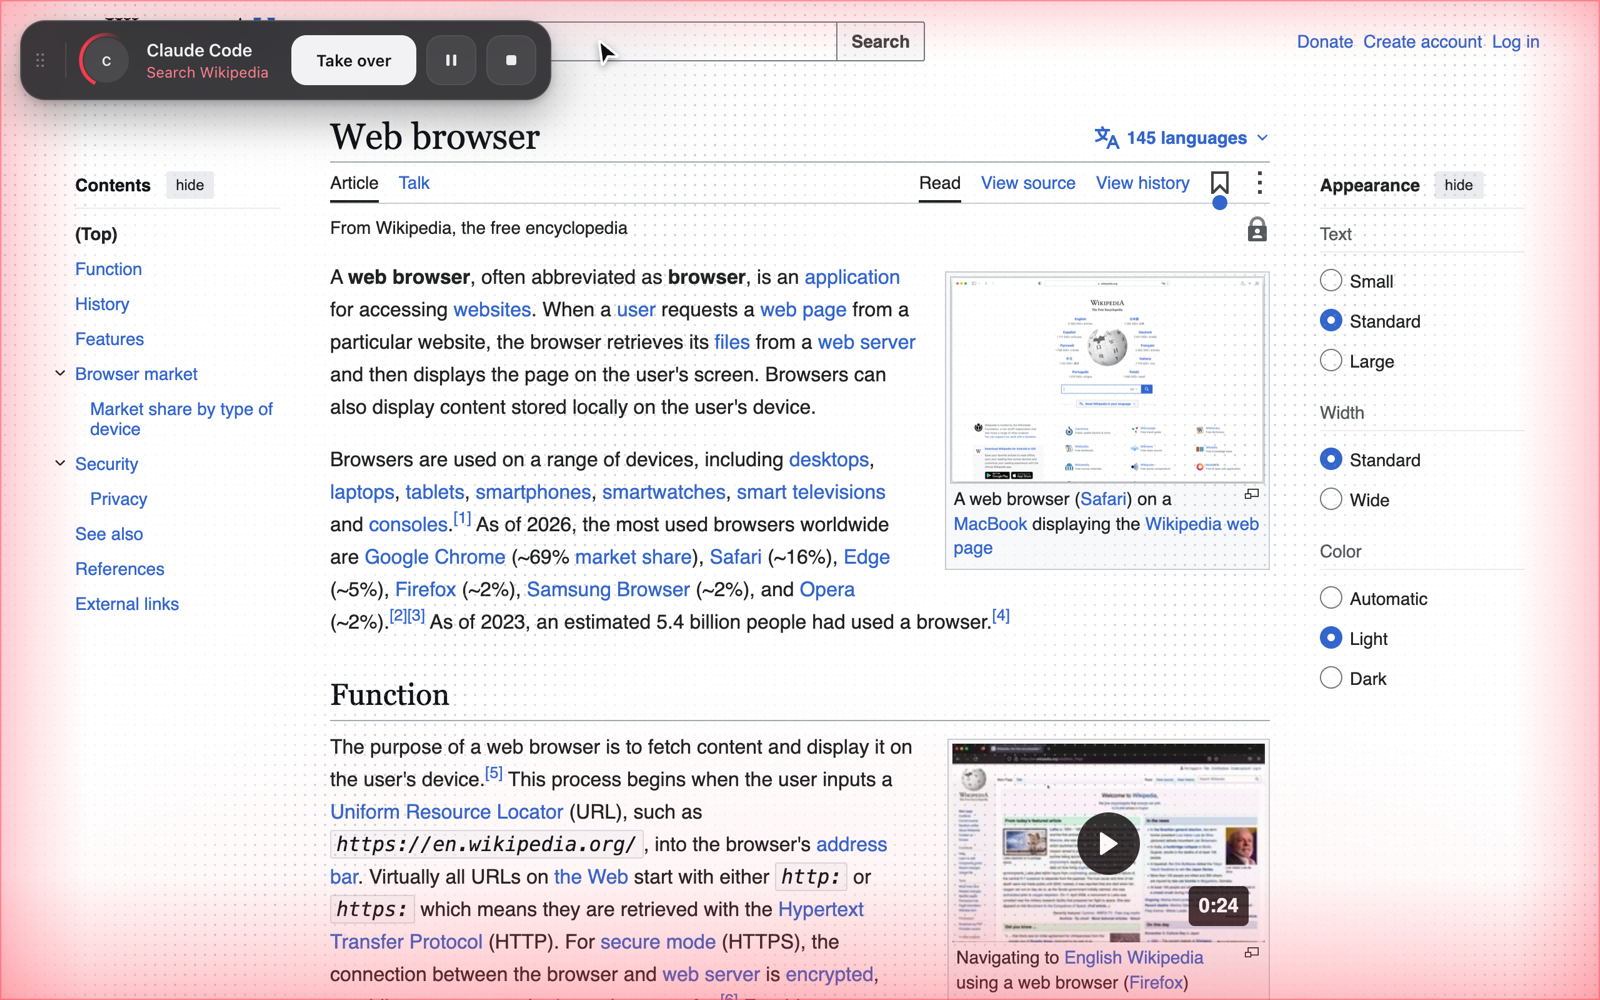 C
Claude Code
Search Wikipedia
Take over
Search
Donate
Create account
Log in
Web browser
145 languages
Article
Talk
Read
View source
View history
Contents
hide
(Top)
Function
History
Features
Browser market
Market share by type of
device
Security
Privacy
See also
References
External links
From Wikipedia, the free encyclopedia
A web browser, often abbreviated as browser, is an application
for accessing websites. When a user requests a web page from a
particular website, the browser retrieves its files from a web server
and then displays the page on the user's screen. Browsers can
also display content stored locally on the user's device.
Browsers are used on a range of devices, including desktops,
laptops, tablets, smartphones, smartwatches, smart televisions
and consoles.[1] As of 2026, the most used browsers worldwide
are Google Chrome (~69% market share), Safari (~16%), Edge
(~5%), Firefox (~2%), Samsung Browser (~2%), and Opera
(~2%).[2][3] As of 2023, an estimated 5.4 billion people had used a browser.[4]
WIKIPEDIA
A web browser (Safari) on a
MacBook displaying the Wikipedia web
page
Function
The purpose of a web browser is to fetch content and display it on
the user's device.[5] This process begins when the user inputs a
Uniform Resource Locator (URL), such as
https://en.wikipedia.org/ , into the browser's address
bar. Virtually all URLs on the Web start with either http: or
https: which means they are retrieved with the Hypertext
Transfer Protocol (HTTP). For secure mode (HTTPS), the
connection between the browser and web server is encrypted,
0:24
Navigating to English Wikipedia
using a web browser (Firefox)
Appearance
hide
Text
Small
Standard
Large
Width
Standard
Wide
Color
Automatic
Light
Dark